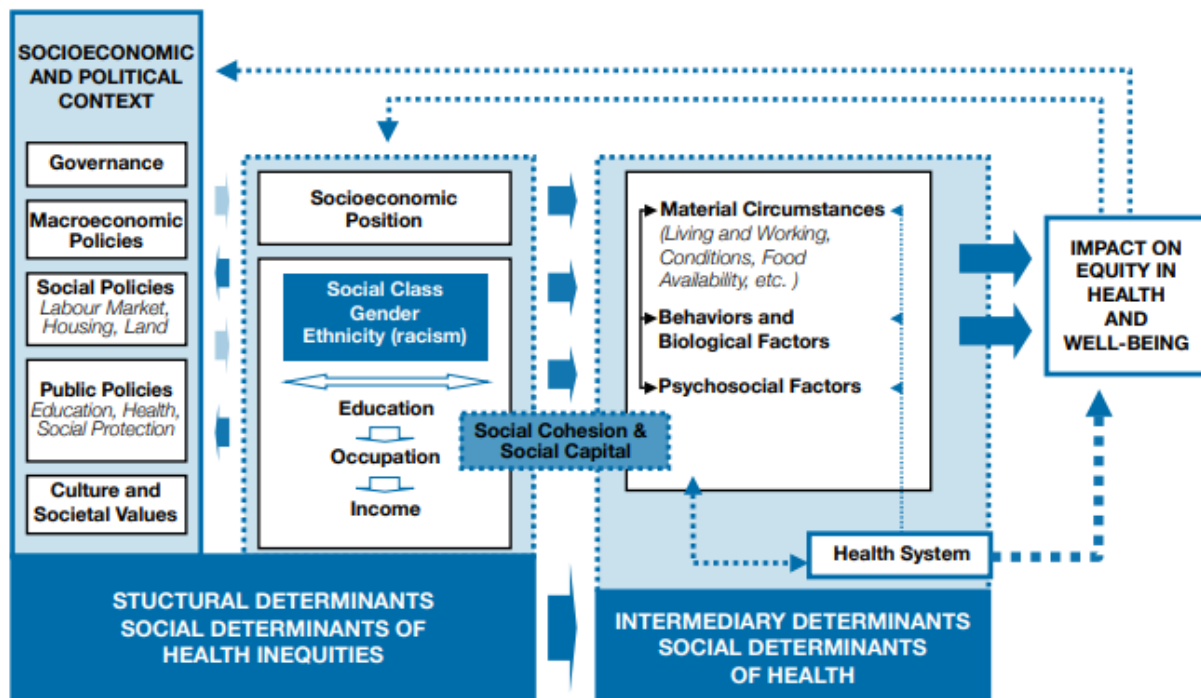 SOCIOECONOMIC
AND POLITICAL
CONTEXT
Governance
Macroeconomic
Policies
Social Policies
Labour Market,
Housing, Land
Public Policies
Education, Health,
Social Protection
Culture and
Societal Values
Socioeconomic
Position
Social Class
Gender
Ethnicity (racism)
Education
Occupation
Income
Social Cohesion &
Social Capital
Material Circumstances
(Living and Working,
Conditions, Food
Availability, etc. )
Behaviors and
Biological Factors
Psychosocial Factors
Health System
IMPACT ON
EQUITY IN
HEALTH
AND
WELL-BEING
STUCTURAL DETERMINANTS
SOCIAL DETERMINANTS OF
HEALTH INEQUITIES
INTERMEDIARY DETERMINANTS
SOCIAL DETERMINANTS
OF HEALTH